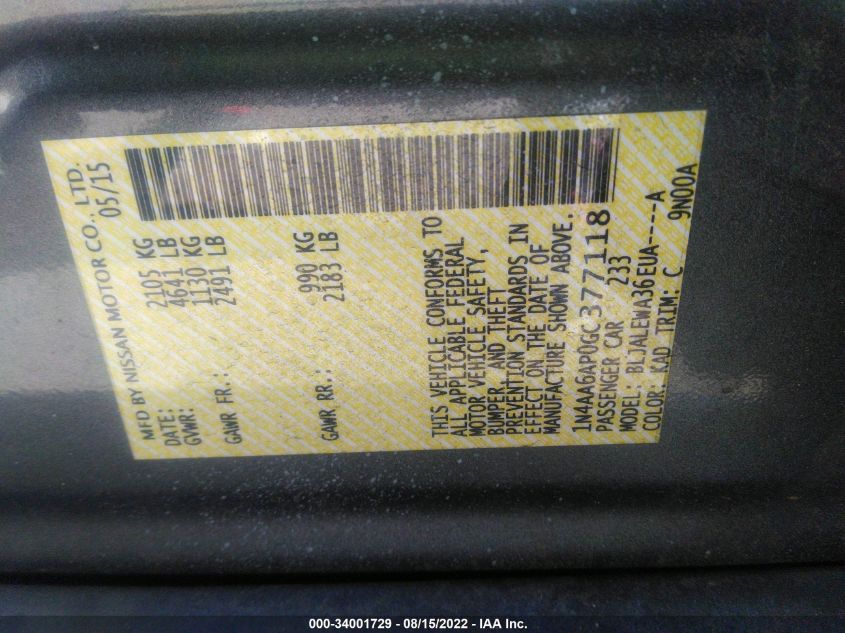 MFD BY NISSAN MOTOR CO., LTD.
DATE: 05/15
GVWR: 2105 KG
4641 LB
GAWR FR.: 1130 KG
2491 LB
GAWR RR.: 990 KG
2183 LB
THIS VEHICLE CONFORMS TO
ALL APPLICABLE FEDERAL
MOTOR VEHICLE SAFETY,
BUMPER, AND THEFT
PREVENTION STANDARDS IN
EFFECT ON THE DATE OF
MANUFACTURE SHOWN ABOVE.
1N4AA6AP0GC377118
PASSENGER CAR 233
MODEL: BLJALEWA36EUA-----A
COLOR: KAD TRIM: C 9N00A
000-34001729 - 08/15/2022 - IAA Inc.